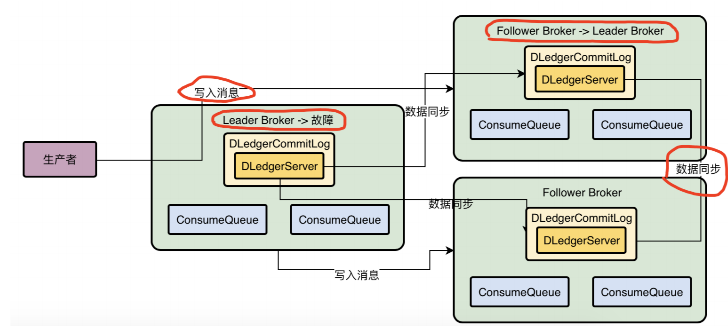 Follower Broker -> Leader Broker
DLedgerCommitLog
DLedgerServer
ConsumeQueue
ConsumeQueue
写入消息
数据同步
Leader Broker -> 故障
DLedgerCommitLog
DLedgerServer
ConsumeQueue
ConsumeQueue
生产者
数据同步
Follower Broker
数据同步
DLedgerCommitLog
DLedgerServer
ConsumeQueue
ConsumeQueue
写入消息